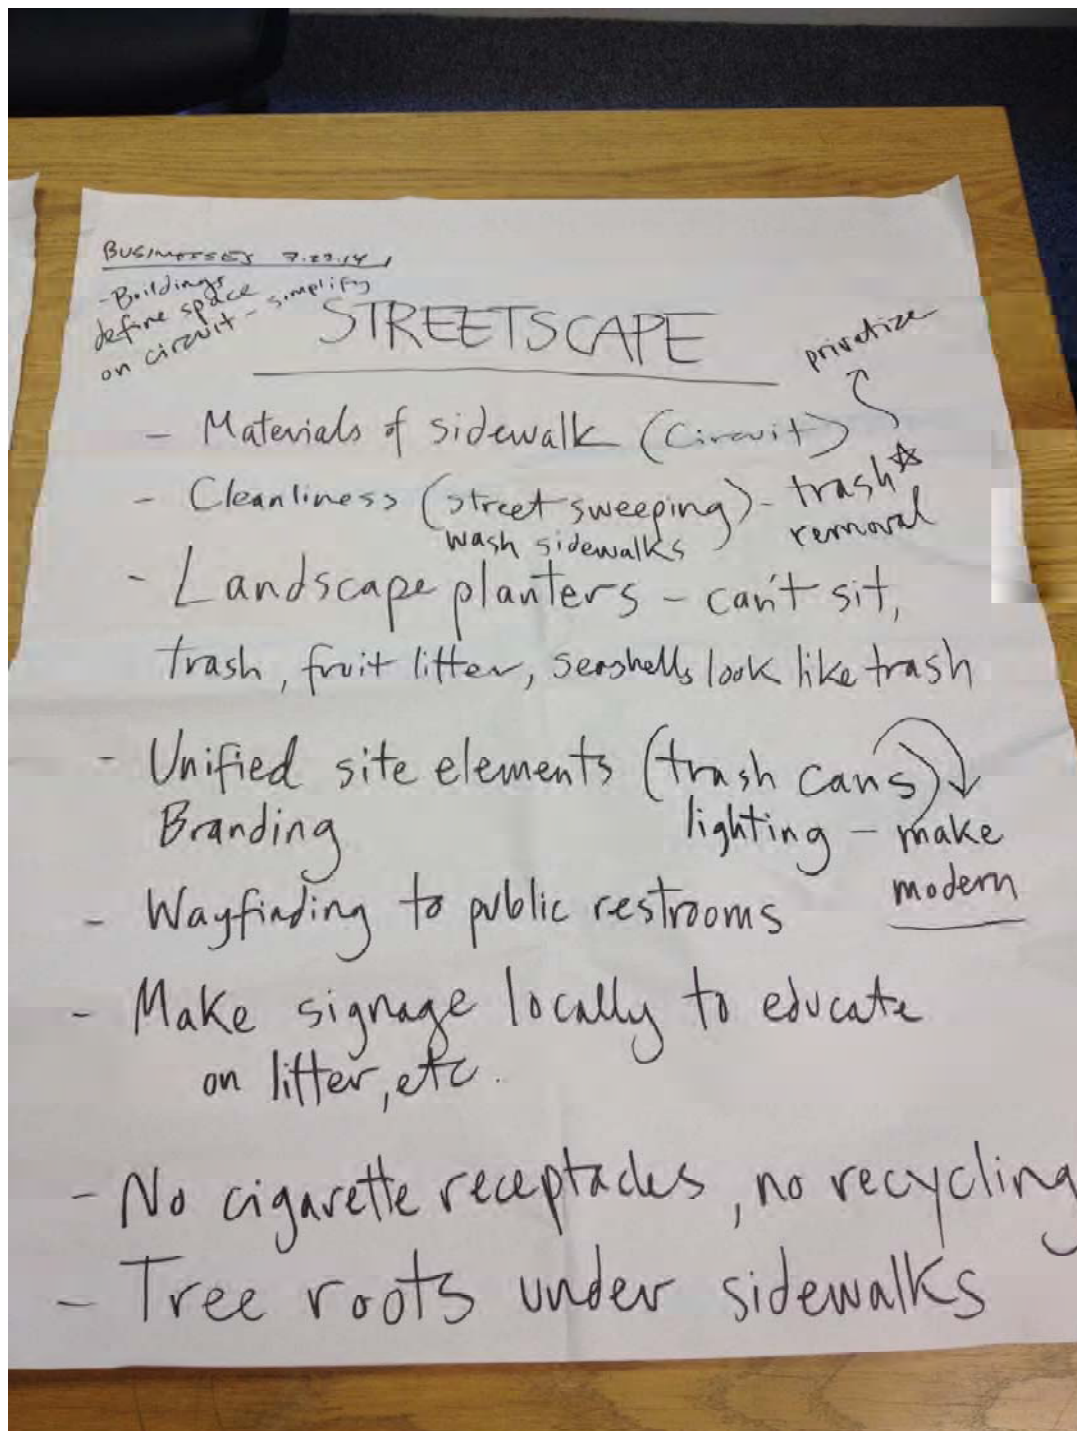 BUSINESSES 7.29.14
- Buildings
define space
on circuit - simplify
STREETSCAPE
privatize
- Materials of sidewalk (Circuit)
- Cleanliness (street sweeping) - trash☆
wash sidewalks removal
- Landscape planters - can't sit,
trash, fruit litter, seashells look like trash
- Unified site elements (trash cans)
Branding lighting - make
modern
- Wayfinding to public restrooms
- Make signage locally to educate
on litter, etc.
- No cigarette receptacles, no recycling
- Tree roots under sidewalks